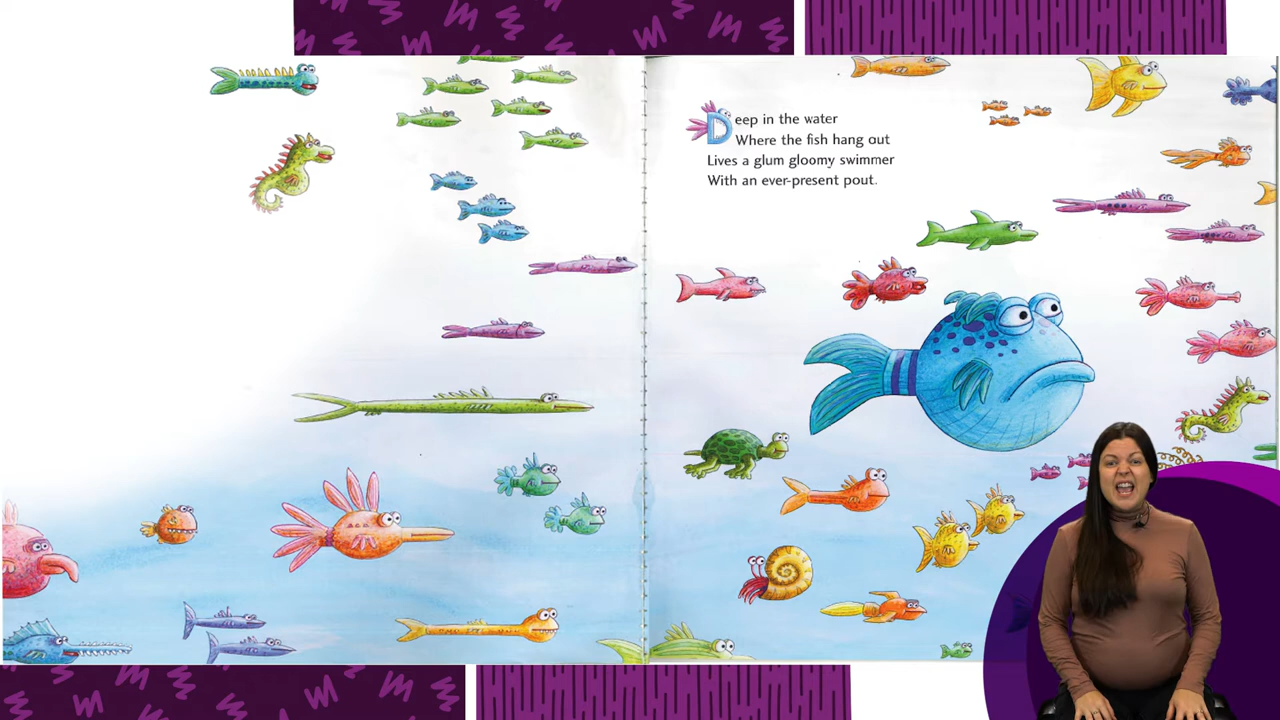 Deep in the water
Where the fish hang out
Lives a glum gloomy swimmer
With an ever-present pout.